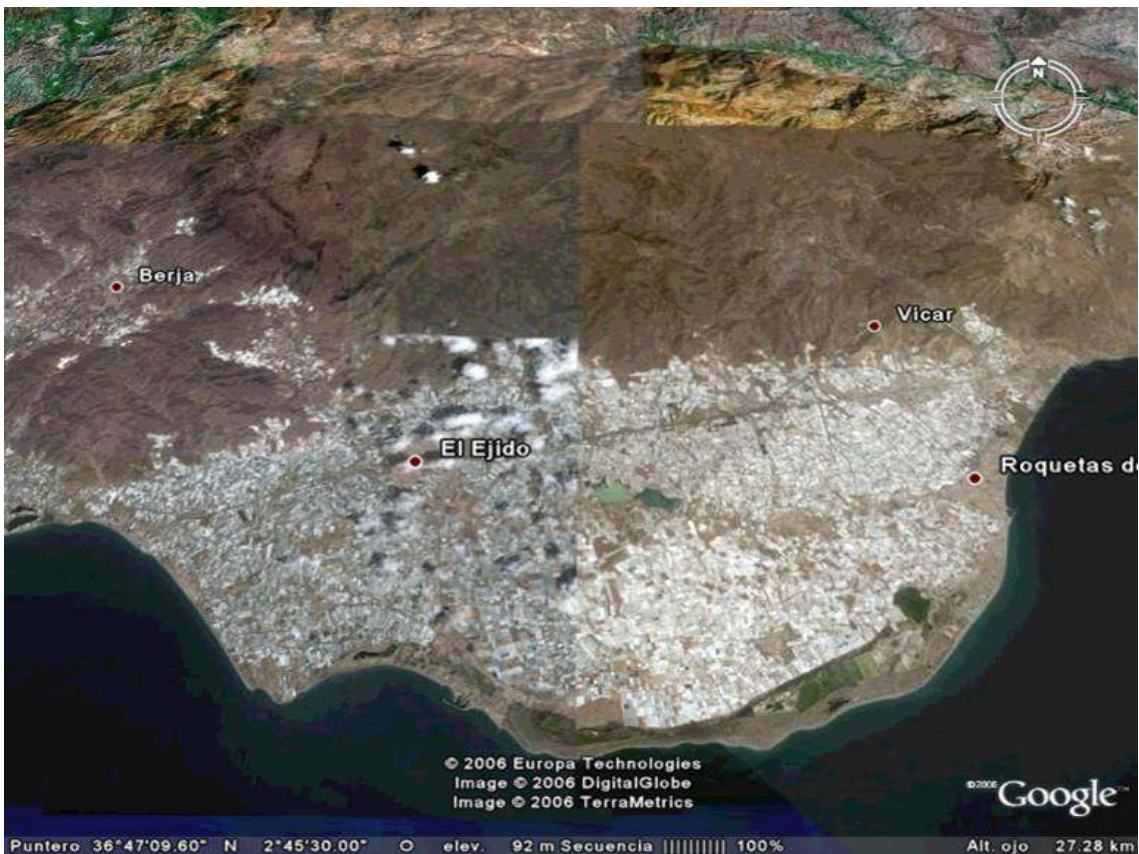 N
Berja
Vicar
El Ejido
Roquetas de
© 2006 Europa Technologies
Image © 2006 DigitalGlobe
Image © 2006 TerraMetrics
©2006 Google™
Puntero 36°47'09.60" N 2°45'30.00" O elev. 92 m Secuencia |||||||||| 100% Alt. ojo 27.28 km